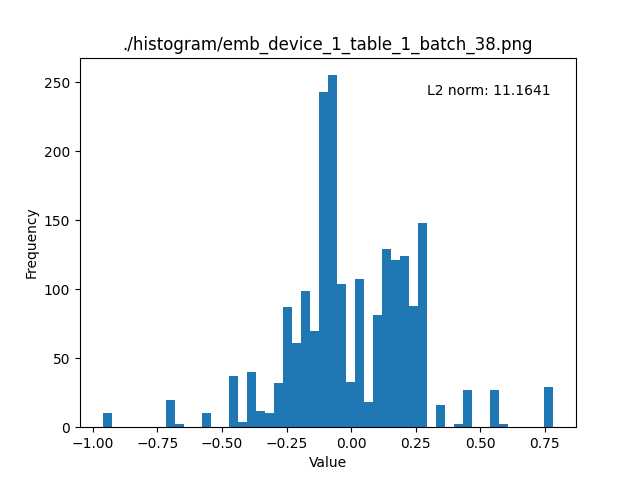 ./histogram/emb_device_1_table_1_batch_38.png
L2 norm: 11.1641
Frequency
250
200
150
100
50
0
−1.00 −0.75 −0.50 −0.25 0.00 0.25 0.50 0.75
Value